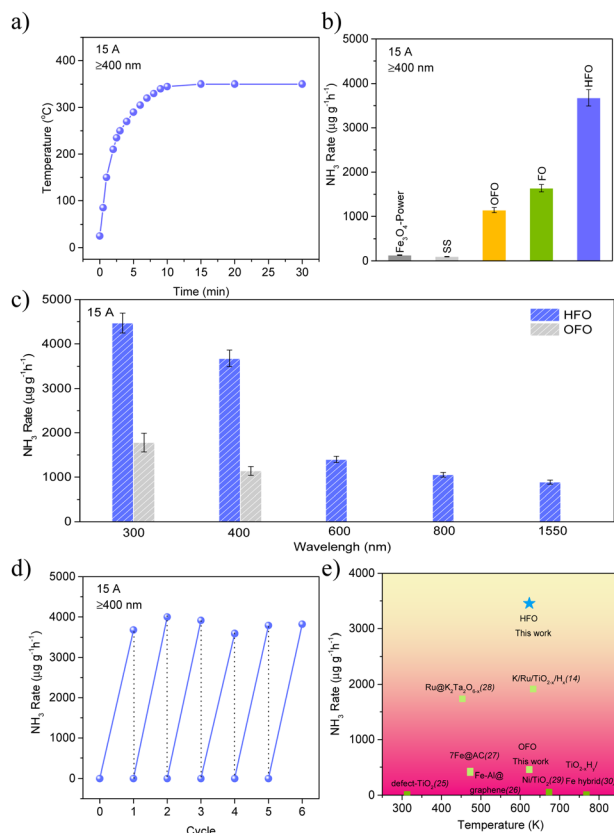 a)
15 A
≥400 nm
Temperature (°C)
300
200
100
0
0 5 10 15 20 25 30
Time (min)
b)
15 A
≥400 nm
NH₃ Rate (μg g⁻¹h⁻¹)
5000
4000
3000
2000
1000
0
Fe₃O₄-Power
SS
OFO
FO
HFO
c)
15 A
HFO
OFO
NH₃ Rate (μg g⁻¹h⁻¹)
5000
4000
3000
2000
1000
0
300 400 600 800 1550
Wavelengh (nm)
d)
15 A
≥400 nm
NH₃ Rate (μg g⁻¹h⁻¹)
5000
4000
3000
2000
1000
0
0 1 2 3 4 5 6
Cycle
e)
NH₃ Rate (μg g⁻¹h⁻¹)
4000
3000
2000
1000
0
HFO
This work
K/Ru/TiO₂₋ₓ/Hₓ(14)
Ru@K₂Ta₂O₆₋ₓ(28)
7Fe@AC(27)
OFO
This work
Fe-Al@
graphene(26)
TiO₂₋ₓHᵧ/
Fe hybrid(30)
Ni/TiO₂(29)
defect-TiO₂(25)
300 400 500 600 700 800
Temperature (K)